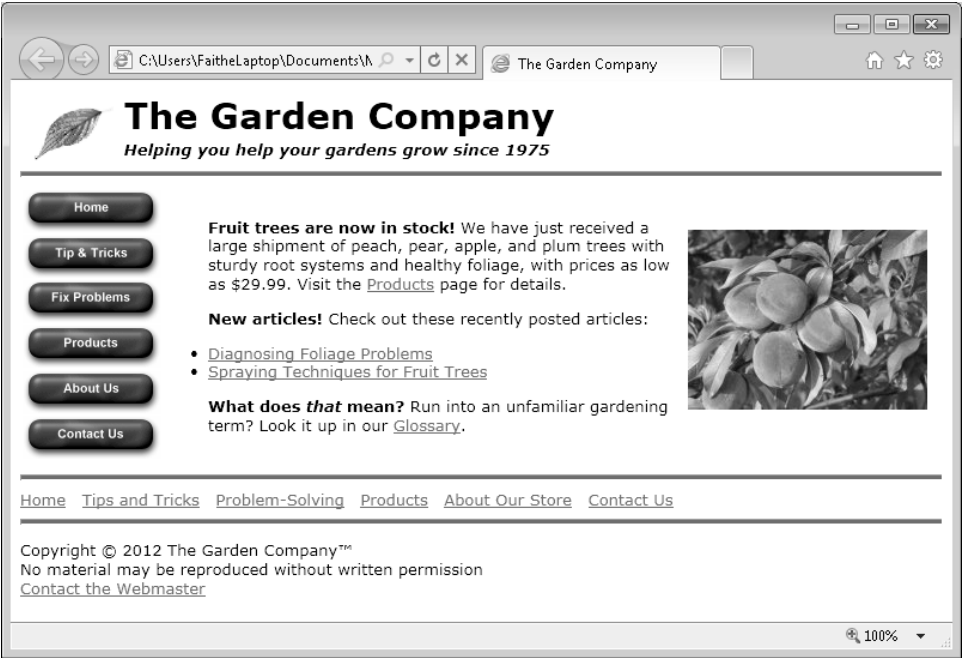 C:\Users\FaitheLaptop\Documents\N
The Garden Company
The Garden Company
Helping you help your gardens grow since 1975
Home
Tip & Tricks
Fix Problems
Products
About Us
Contact Us
Fruit trees are now in stock! We have just received a
large shipment of peach, pear, apple, and plum trees with
sturdy root systems and healthy foliage, with prices as low
as $29.99. Visit the Products page for details.
New articles! Check out these recently posted articles:
• Diagnosing Foliage Problems
• Spraying Techniques for Fruit Trees
What does that mean? Run into an unfamiliar gardening
term? Look it up in our Glossary.
Home Tips and Tricks Problem-Solving Products About Our Store Contact Us
Copyright © 2012 The Garden Company™
No material may be reproduced without written permission
Contact the Webmaster
100%